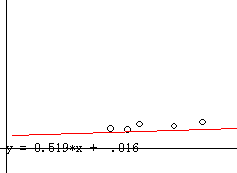 y = 0.519*x + .016